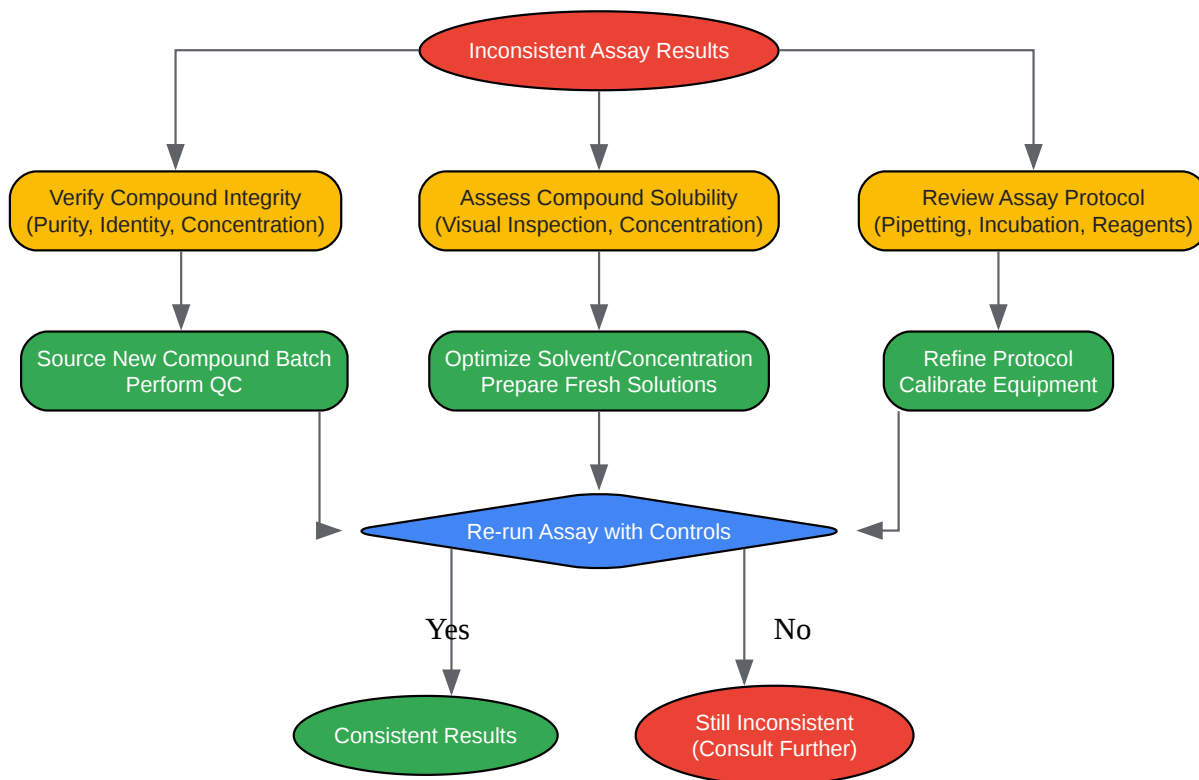 Inconsistent Assay Results
Verify Compound Integrity
(Purity, Identity, Concentration)
Assess Compound Solubility
(Visual Inspection, Concentration)
Review Assay Protocol
(Pipetting, Incubation, Reagents)
Source New Compound Batch
Perform QC
Optimize Solvent/Concentration
Prepare Fresh Solutions
Refine Protocol
Calibrate Equipment
Re-run Assay with Controls
Yes
No
Consistent Results
Still Inconsistent
(Consult Further)